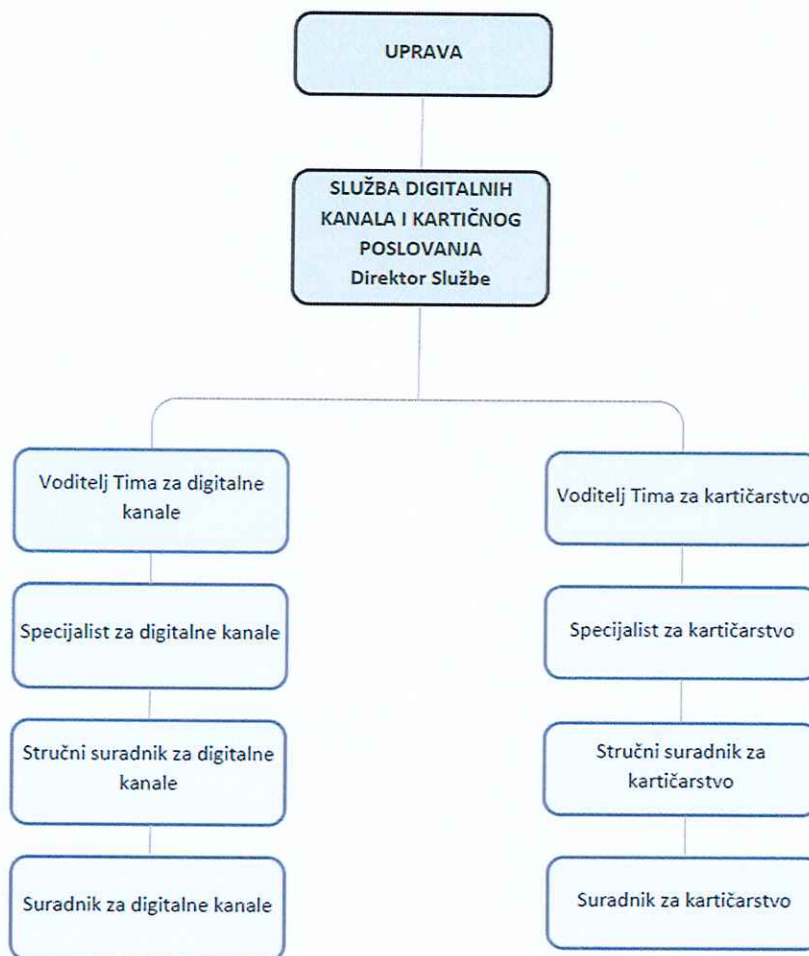 UPRAVA
SLUŽBA DIGITALNIH
KANALA I KARTIČNOG
POSLOVANJA
Direktor Službe
Voditelj Tima za digitalne
kanale
Voditelj Tima za kartičarstvo
Specijalist za digitalne kanale
Specijalist za kartičarstvo
Stručni suradnik za digitalne
kanale
Stručni suradnik za
kartičarstvo
Suradnik za digitalne kanale
Suradnik za kartičarstvo